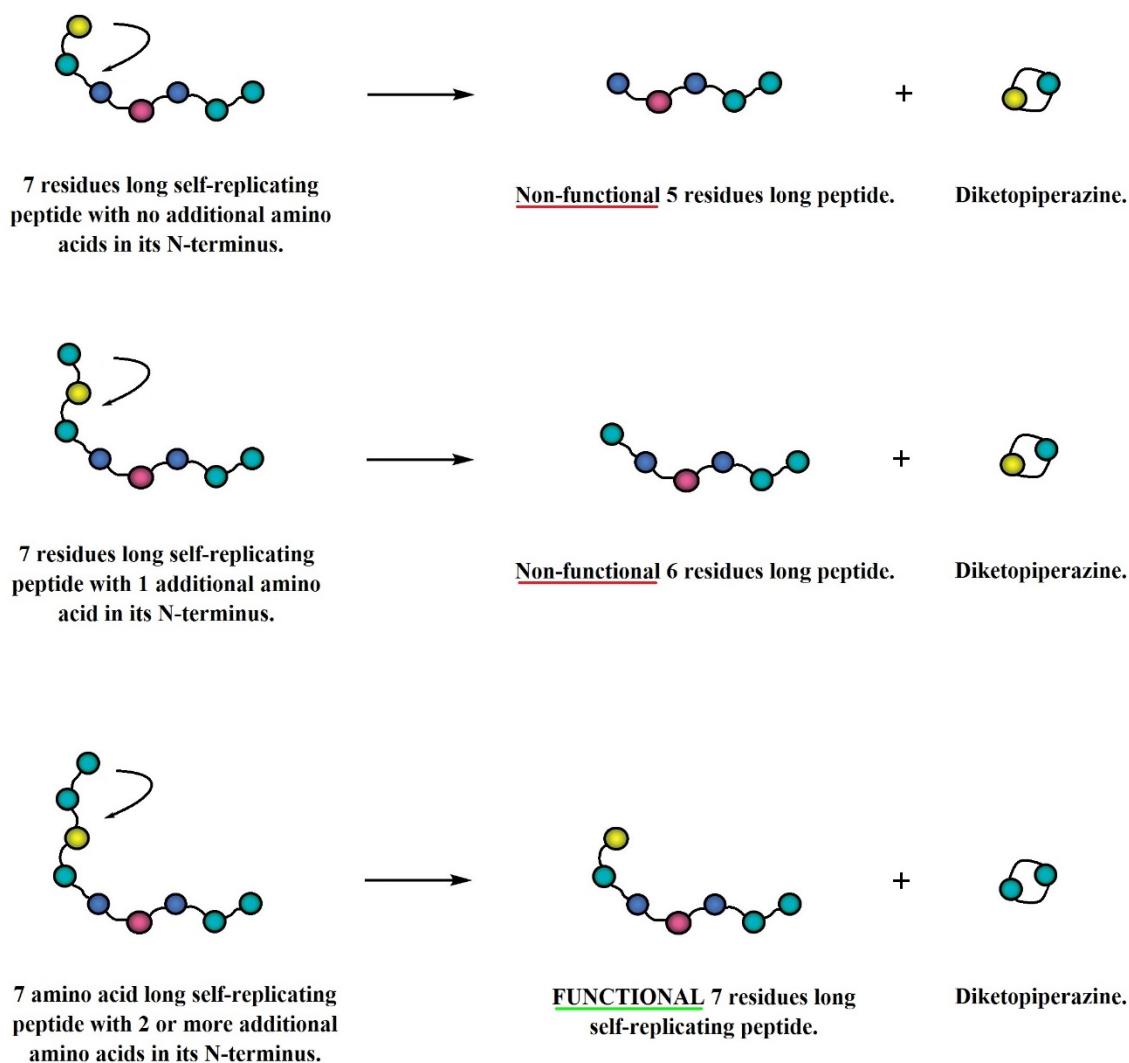 +
7 residues long self-replicating
peptide with no additional amino
acids in its N-terminus.
Non-functional 5 residues long peptide.
Diketopiperazine.
+
7 residues long self-replicating
peptide with 1 additional amino
acid in its N-terminus.
Non-functional 6 residues long peptide.
Diketopiperazine.
+
7 amino acid long self-replicating
peptide with 2 or more additional
amino acids in its N-terminus.
FUNCTIONAL 7 residues long
self-replicating peptide.
Diketopiperazine.